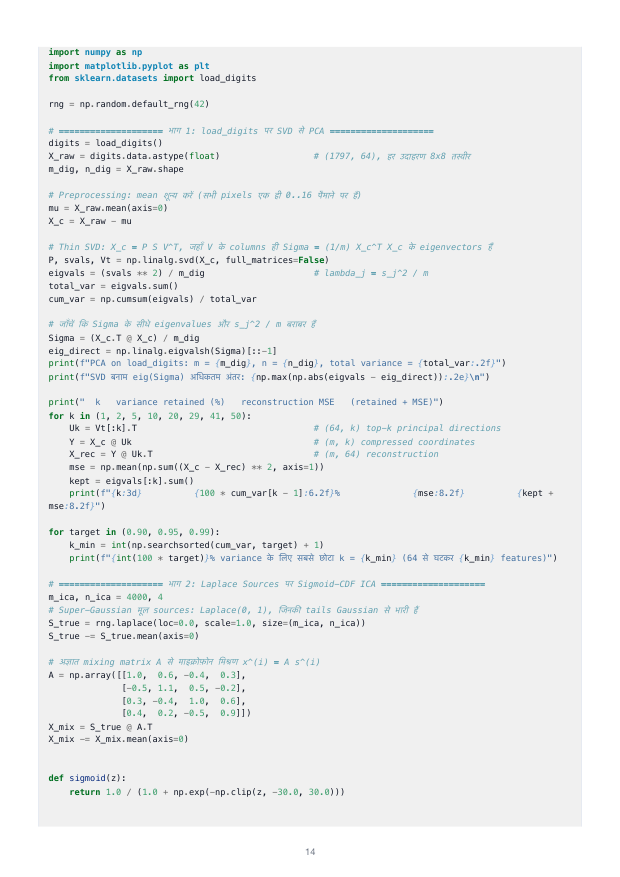 import numpy as np
import matplotlib.pyplot as plt
from sklearn.datasets import load_digits
rng = np.random.default_rng(42)
# ==================== भाग 1: load_digits पर SVD से PCA ====================
digits = load_digits()
X_raw = digits.data.astype(float)                  # (1797, 64), हर उदाहरण 8x8 तस्वीर
m_dig, n_dig = X_raw.shape
# Preprocessing: mean शून्य करें (सभी pixels एक ही 0..16 पैमाने पर हैं)
mu = X_raw.mean(axis=0)
X_c = X_raw - mu
# Thin SVD: X_c = P S V^T, जहाँ V के columns ही Sigma = (1/m) X_c^T X_c के eigenvectors हैं
P, svals, Vt = np.linalg.svd(X_c, full_matrices=False)
eigvals = (svals ** 2) / m_dig                     # lambda_j = s_j^2 / m
total_var = eigvals.sum()
cum_var = np.cumsum(eigvals) / total_var
# जाँचें कि Sigma के सीधे eigenvalues और s_j^2 / m बराबर हैं
Sigma = (X_c.T @ X_c) / m_dig
eig_direct = np.linalg.eigvalsh(Sigma)[::-1]
print(f"PCA on load_digits: m = {m_dig}, n = {n_dig}, total variance = {total_var:.2f}")
print(f"SVD बनाम eig(Sigma) अधिकतम अंतर: {np.max(np.abs(eigvals - eig_direct)):.2e}\n")
print("  k   variance retained (%)   reconstruction MSE   (retained + MSE)")
for k in (1, 2, 5, 10, 20, 29, 41, 50):
    Uk = Vt[:k].T                                  # (64, k) top-k principal directions
    Y = X_c @ Uk                                   # (m, k) compressed coordinates
    X_rec = Y @ Uk.T                               # (m, 64) reconstruction
    mse = np.mean(np.sum((X_c - X_rec) ** 2, axis=1))
    kept = eigvals[:k].sum()
    print(f"{k:3d}          {100 * cum_var[k - 1]:6.2f}%              {mse:8.2f}          {kept +
mse:8.2f}")
for target in (0.90, 0.95, 0.99):
    k_min = int(np.searchsorted(cum_var, target) + 1)
    print(f"{int(100 * target)}% variance के लिए सबसे छोटा k = {k_min} (64 से घटकर {k_min} features)")
# ==================== भाग 2: Laplace Sources पर Sigmoid-CDF ICA ====================
m_ica, n_ica = 4000, 4
# Super-Gaussian मूल sources: Laplace(0, 1), जिनकी tails Gaussian से भारी हैं
S_true = rng.laplace(loc=0.0, scale=1.0, size=(m_ica, n_ica))
S_true -= S_true.mean(axis=0)
# अज्ञात mixing matrix A से माइक्रोफोन मिश्रण x^(i) = A s^(i)
A = np.array([[1.0,  0.6, -0.4,  0.3],
              [-0.5, 1.1,  0.5, -0.2],
              [0.3, -0.4,  1.0,  0.6],
              [0.4,  0.2, -0.5,  0.9]])
X_mix = S_true @ A.T
X_mix -= X_mix.mean(axis=0)
def sigmoid(z):
    return 1.0 / (1.0 + np.exp(-np.clip(z, -30.0, 30.0)))
14